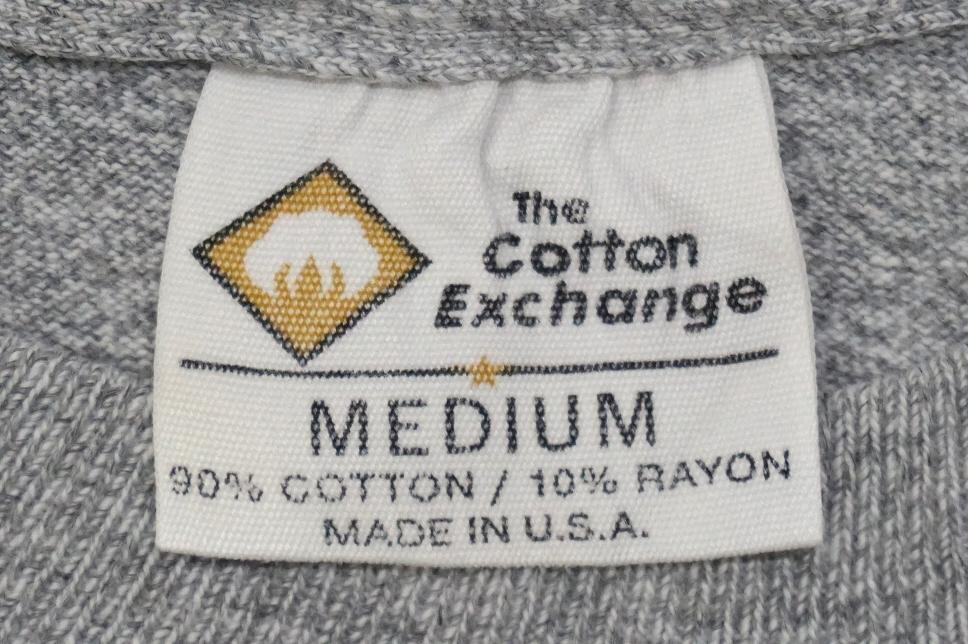 The
Cotton
Exchange
MEDIUM
90% COTTON / 10% RAYON
MADE IN U.S.A.